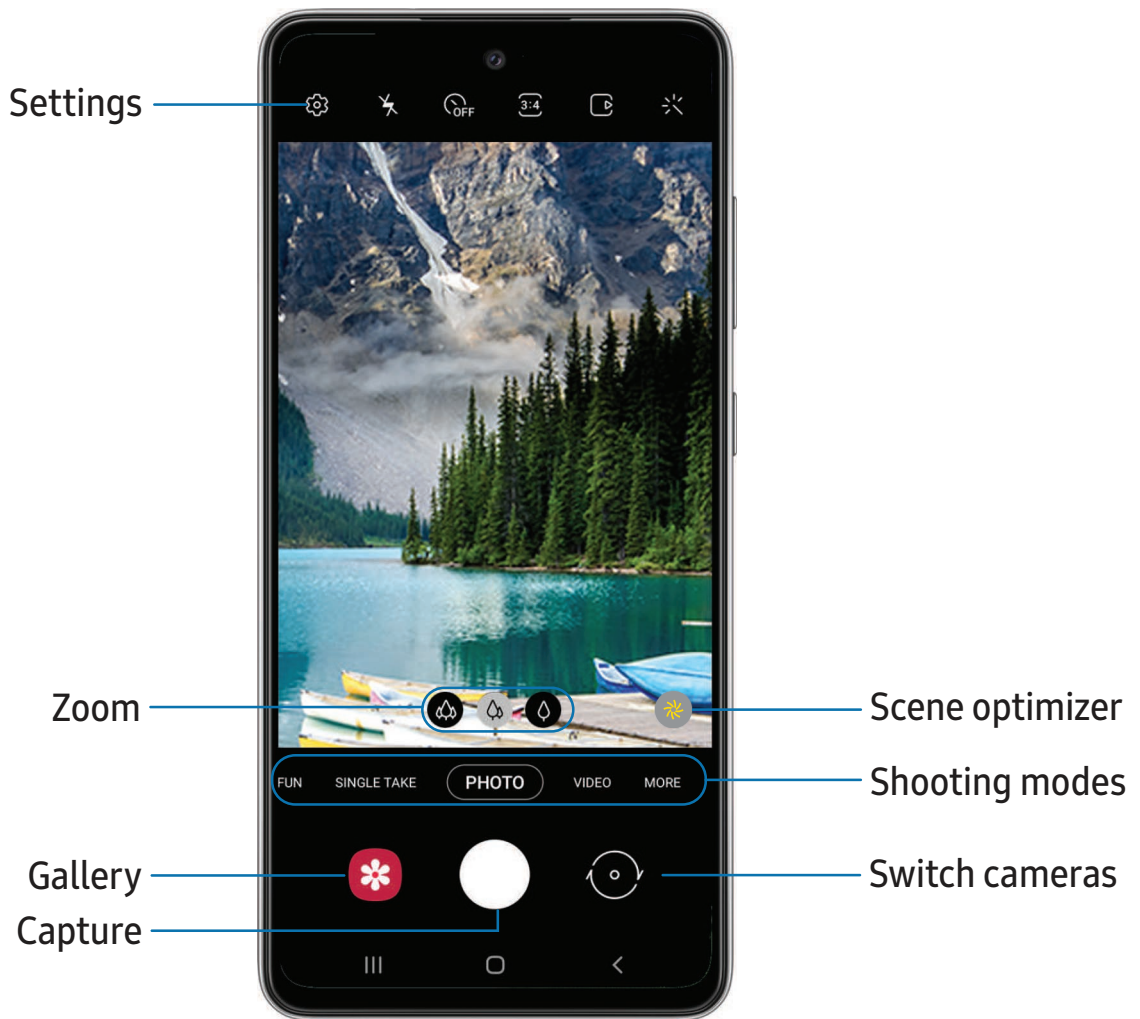 Settings
OFF
3:4
Zoom
Scene optimizer
FUN SINGLE TAKE PHOTO VIDEO MORE
Shooting modes
Gallery
Switch cameras
Capture